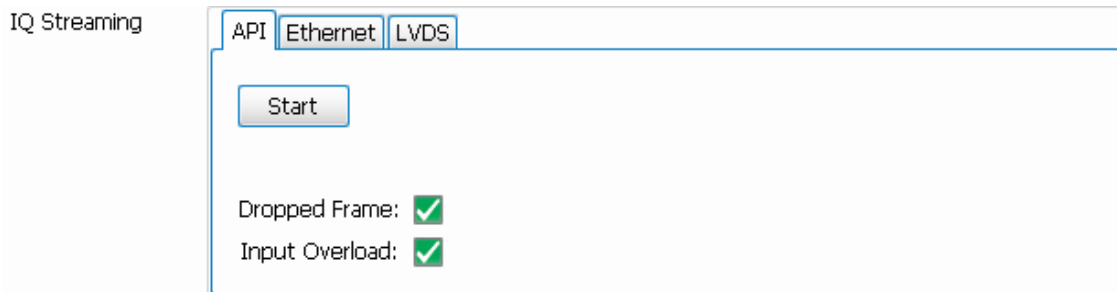 IQ Streaming
API Ethernet LVDS
Start
Dropped Frame:
Input Overload: